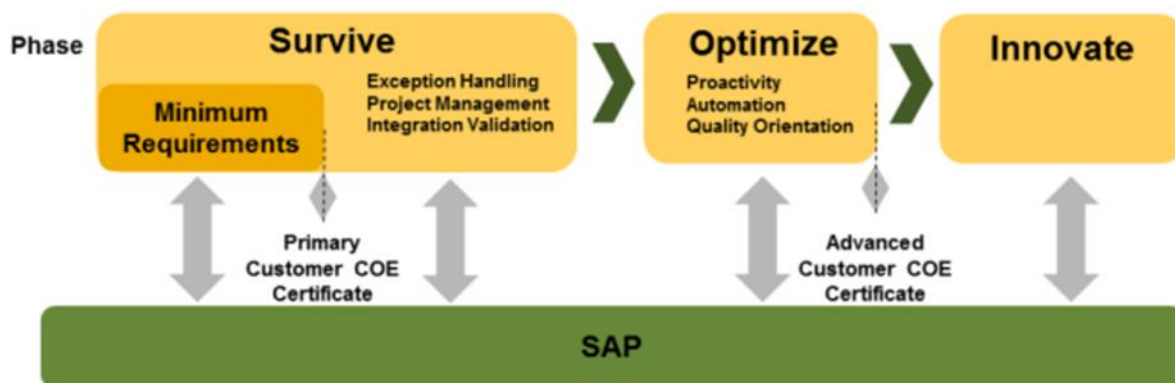 Phase
Survive
Exception Handling
Project Management
Integration Validation
Minimum
Requirements
Optimize
Proactivity
Automation
Quality Orientation
Innovate
Primary
Customer COE
Certificate
Advanced
Customer COE
Certificate
SAP